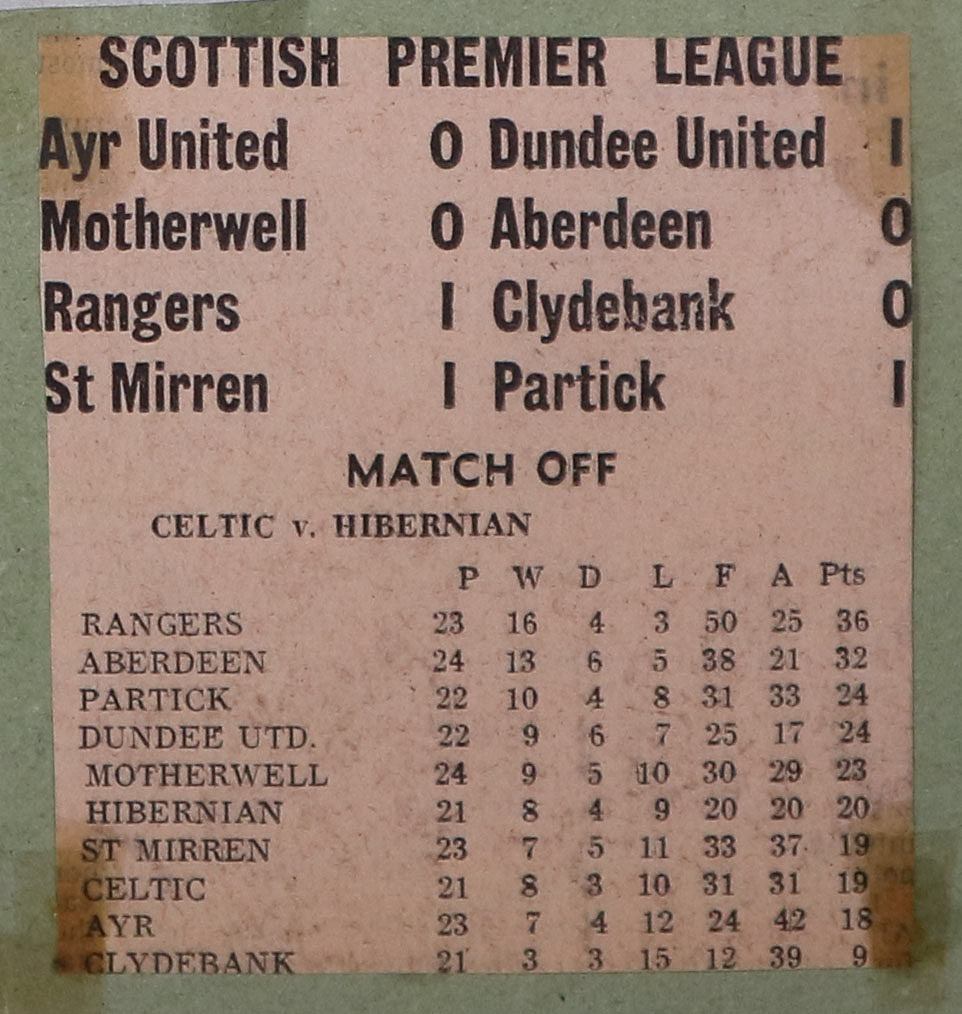 SCOTTISH PREMIER LEAGUE
Ayr United 0 Dundee United 1
Motherwell 0 Aberdeen 0
Rangers 1 Clydebank 0
St Mirren 1 Partick 1
MATCH OFF
CELTIC v. HIBERNIAN
P W D L F A Pts
RANGERS 23 16 4 3 50 25 36
ABERDEEN 24 13 6 5 38 21 32
PARTICK 22 10 4 8 31 33 24
DUNDEE UTD. 22 9 6 7 25 17 24
MOTHERWELL 24 9 5 10 30 29 23
HIBERNIAN 21 8 4 9 20 20 20
ST MIRREN 23 7 5 11 33 37 19
CELTIC 21 8 3 10 31 31 19
AYR 23 7 4 12 24 42 18
CLYDEBANK 21 3 3 15 12 39 9